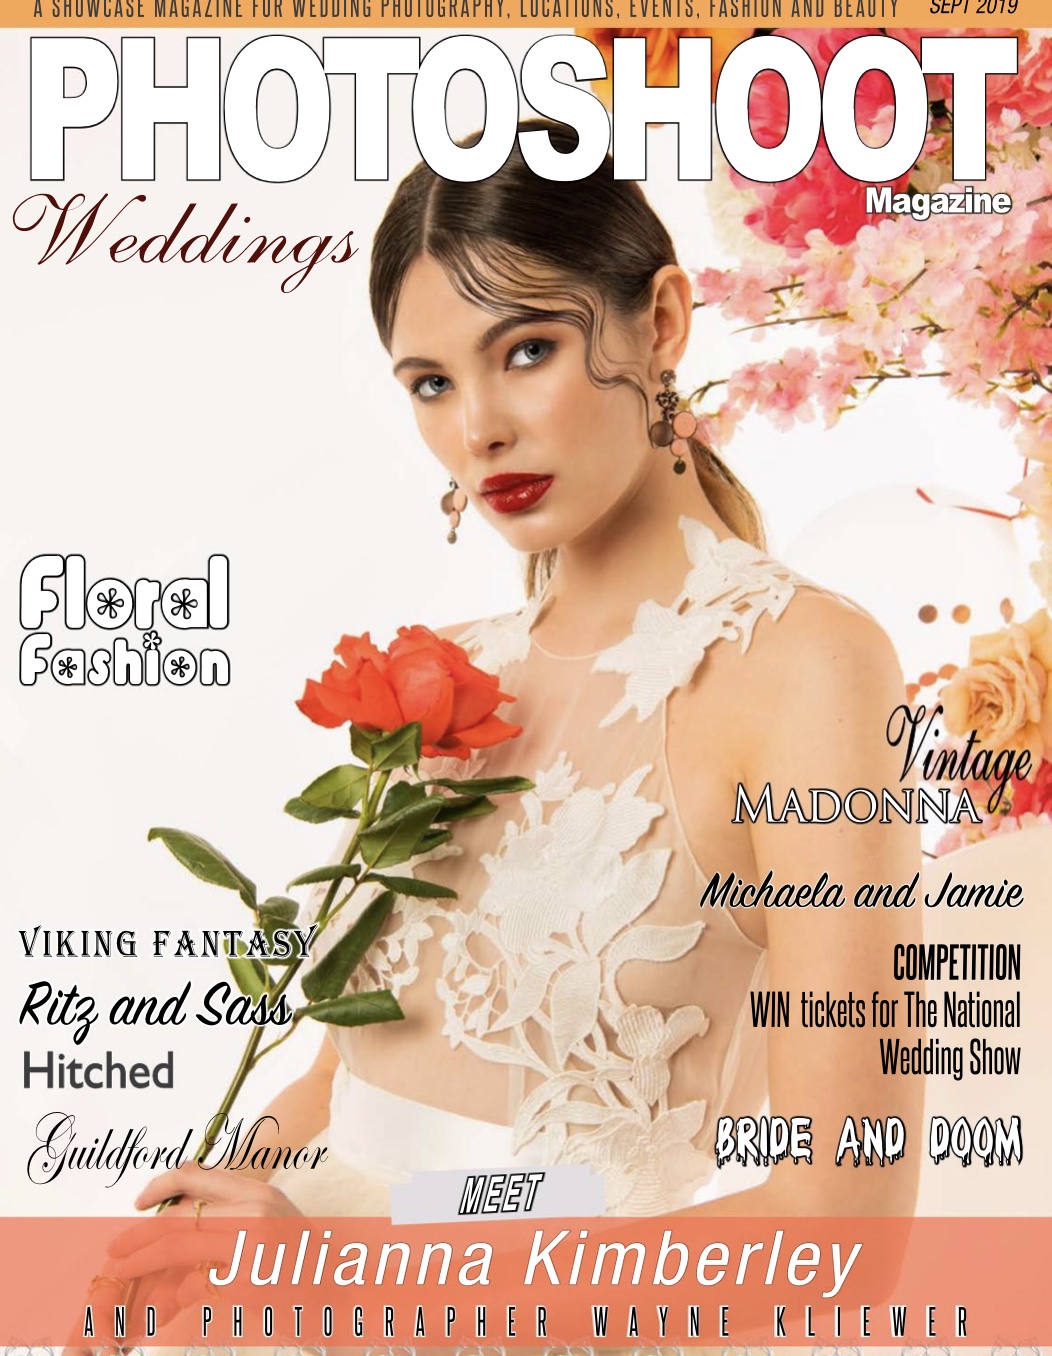 A SHOWCASE MAGAZINE FOR WEDDING PHOTOGRAPHY, LOCATIONS, EVENTS, FASHION AND BEAUTY SEPT 2019
PHOTOSHOOT
Magazine
Weddings
Floral
Fashion
Vintage
MADONNA
Michaela and Jamie
VIKING FANTASY
Ritz and Sass
Hitched
Guildford Manor
COMPETITION
WIN tickets for The National
Wedding Show
BRIDE AND DOOM
MEET
Julianna Kimberley
AND PHOTOGRAPHER WAYNE KLIEWER